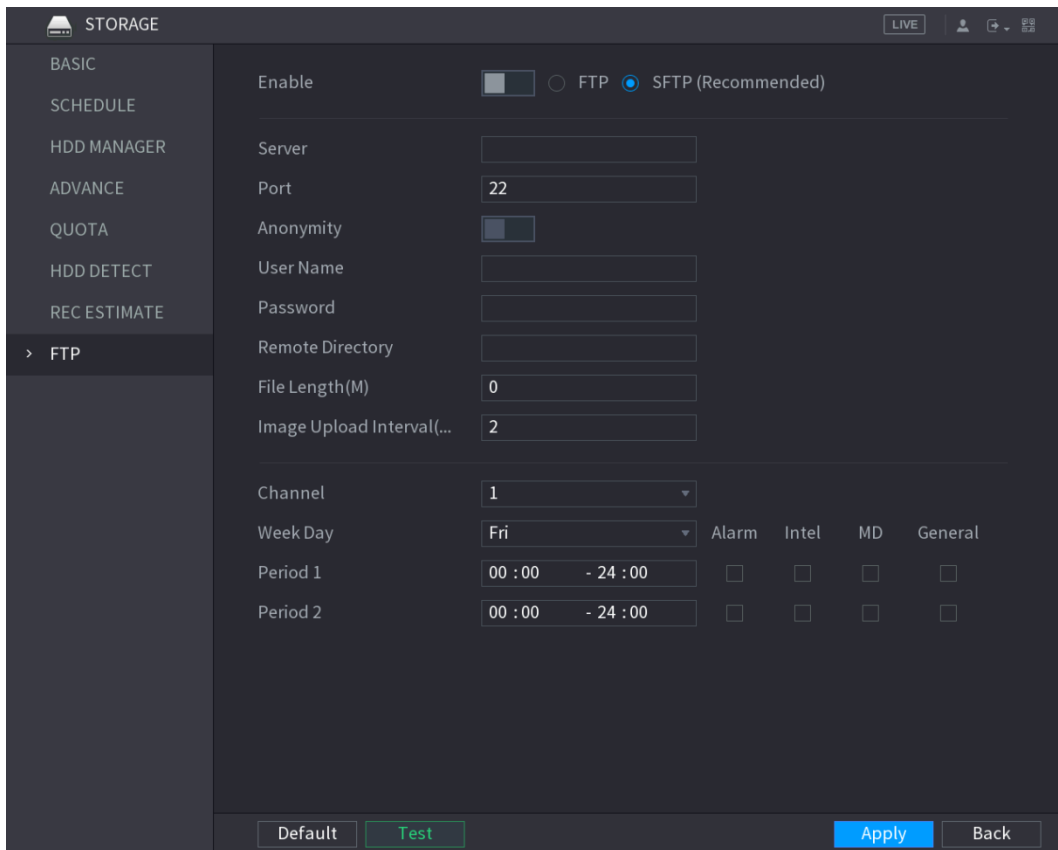 STORAGE
LIVE
BASIC
SCHEDULE
HDD MANAGER
ADVANCE
QUOTA
HDD DETECT
REC ESTIMATE
> FTP
Enable FTP SFTP (Recommended)
Server
Port 22
Anonymity
User Name
Password
Remote Directory
File Length(M) 0
Image Upload Interval(... 2
Channel 1
Week Day Fri Alarm Intel MD General
Period 1 00 : 00 - 24 : 00
Period 2 00 : 00 - 24 : 00
Default Test Apply Back